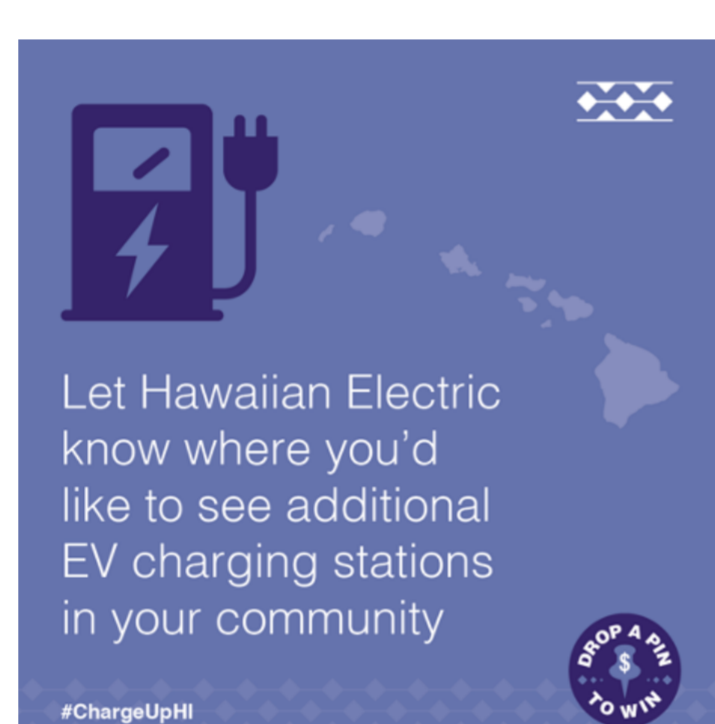 Let Hawaiian Electric
know where you'd
like to see additional
EV charging stations
in your community
DROP A PIN
$
TO WIN
#ChargeUpHI